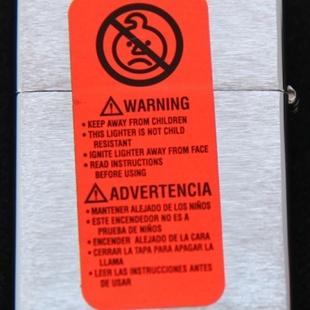 WARNING
• KEEP AWAY FROM CHILDREN
• THIS LIGHTER IS NOT CHILD
RESISTANT
• IGNITE LIGHTER AWAY FROM FACE
• READ INSTRUCTIONS
BEFORE USING
ADVERTENCIA
• MANTENER ALEJADO DE LOS NIÑOS
• ESTE ENCENDEDOR NO ES A
PRUEBA DE NIÑOS
• ENCENDER ALEJADO DE LA CARA
• CERRAR LA TAPA PARA APAGAR LA
LLAMA
• LEER LAS INSTRUCCIONES ANTES
DE USAR